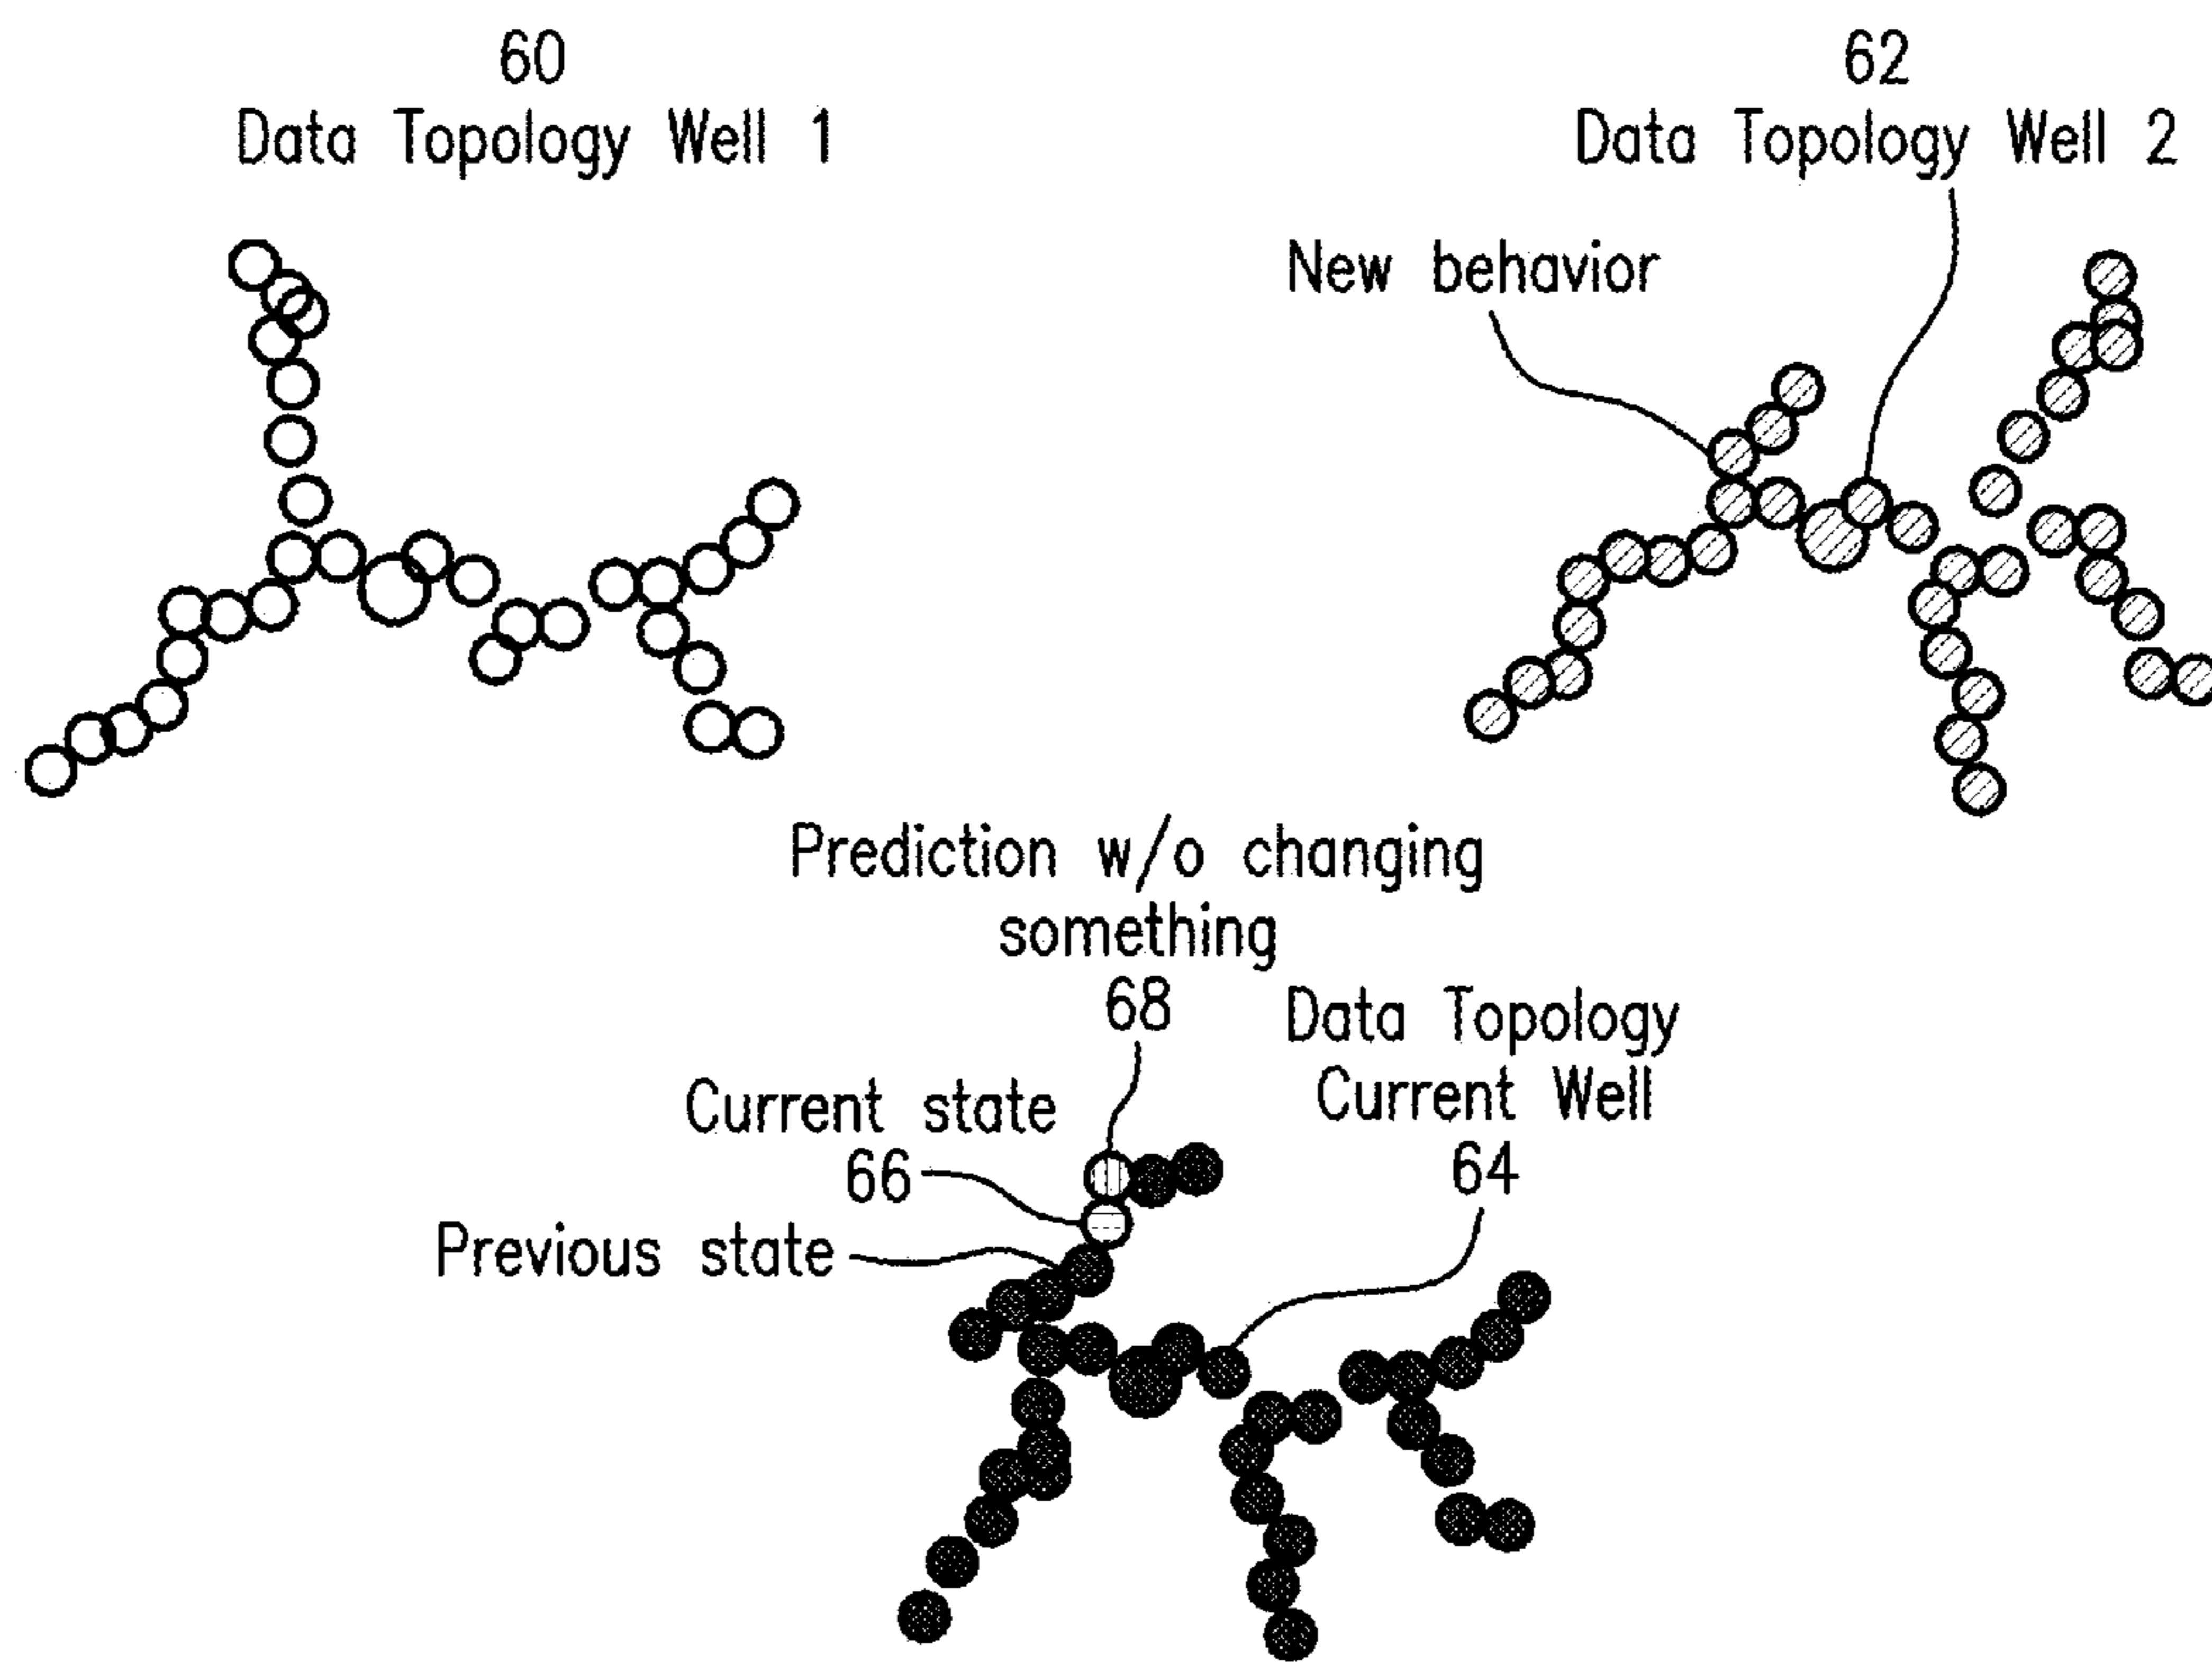 60
Data Topology Well 1
62
Data Topology Well 2
New behavior
Prediction w/o changing
something
68
Data Topology
Current Well
64
Current state
66
Previous state